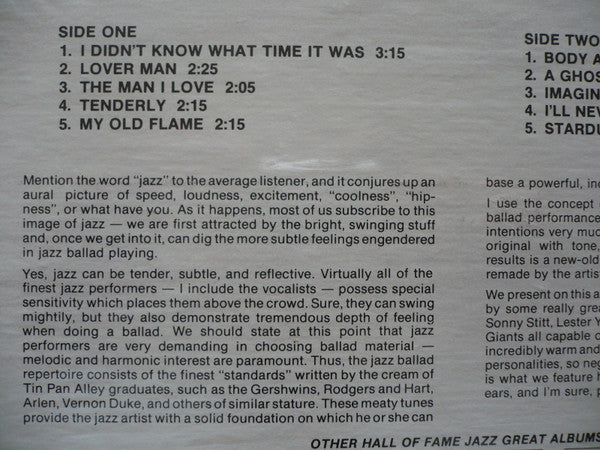 SIDE ONE
1. I DIDN'T KNOW WHAT TIME IT WAS 3:15
2. LOVER MAN 2:25
3. THE MAN I LOVE 2:05
4. TENDERLY 2:15
5. MY OLD FLAME 2:15
Mention the word "jazz" to the average listener, and it conjures up an
aural picture of speed, loudness, excitement, "coolness", "hip-
ness", or what have you. As it happens, most of us subscribe to this
image of jazz — we are first attracted by the bright, swinging stuff
and, once we get into it, can dig the more subtle feelings engendered
in jazz ballad playing.
Yes, jazz can be tender, subtle, and reflective. Virtually all of the
finest jazz performers — I include the vocalists — possess special
sensitivity which places them above the crowd. Sure, they can swing
mightily, but they also demonstrate tremendous depth of feeling
when doing a ballad. We should state at this point that jazz
performers are very demanding in choosing ballad material —
melodic and harmonic interest are paramount. Thus, the jazz ballad
repertoire consists of the finest "standards" written by the cream of
Tin Pan Alley graduates, such as the Gershwins, Rodgers and Hart,
Arlen, Vernon Duke, and others of similar stature. These meaty tunes
provide the jazz artist with a solid foundation on which he or she can
SIDE TWO
1. BODY A
2. A GHOS
3. IMAGIN
4. I'LL NEV
5. STARDU
base a powerful, in
I use the concept
ballad performance
intentions very muc
original with tone,
results is a new-old
remade by the artis
We present on this a
by some really grea
Sonny Stitt, Lester Y
Giants all capable o
incredibly warm and
personalities, so neg
is what we feature h
ears, and I'm sure, p
OTHER HALL OF FAME JAZZ GREAT ALBUMS